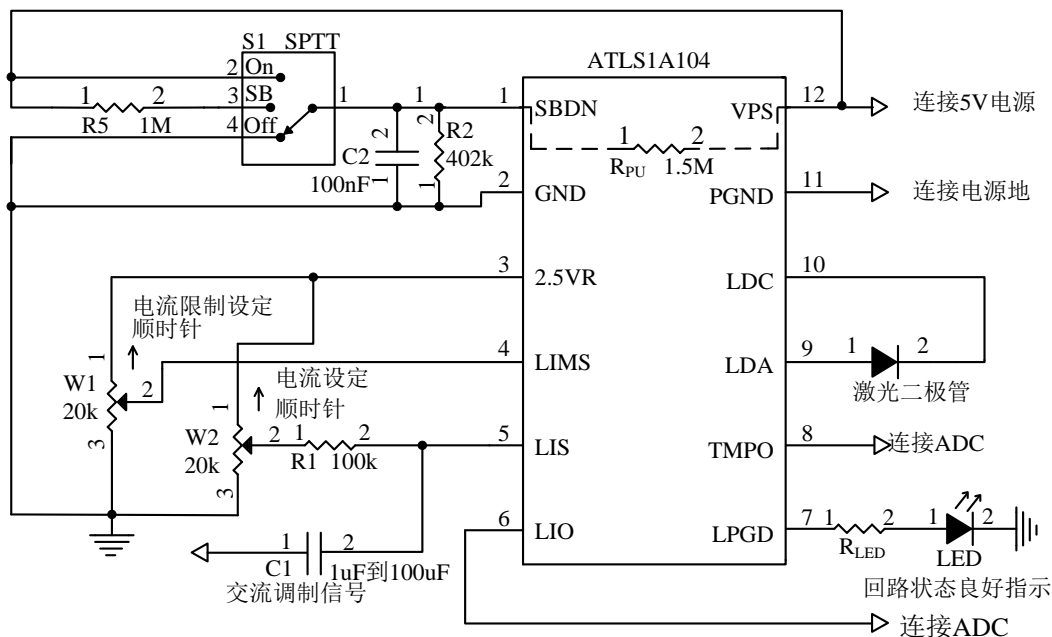 S1 SPTT
ATLS1A104
2 On
1 R5 2 1M
3 SB
4 Off
1
1
2 C2 1 100nF
2 R2 402k 1
1 SBDN
1 RPU 2 1.5M
VPS 12
连接5V电源
2 GND
PGND 11
连接电源地
3 2.5VR
LDC 10
电流限制设定
顺时针
4 LIMS
LDA 9
1 2
激光二极管
1 W1 20k 2 3
电流设定
顺时针
1 W2 20k 2 3
1 R1 2 100k
5 LIS
TMPO 8
连接ADC
6 LIO
LPGD 7
1 RLED 2
1 LED 2
回路状态良好指示
1 C1 2 1uF到100uF
交流调制信号
连接ADC